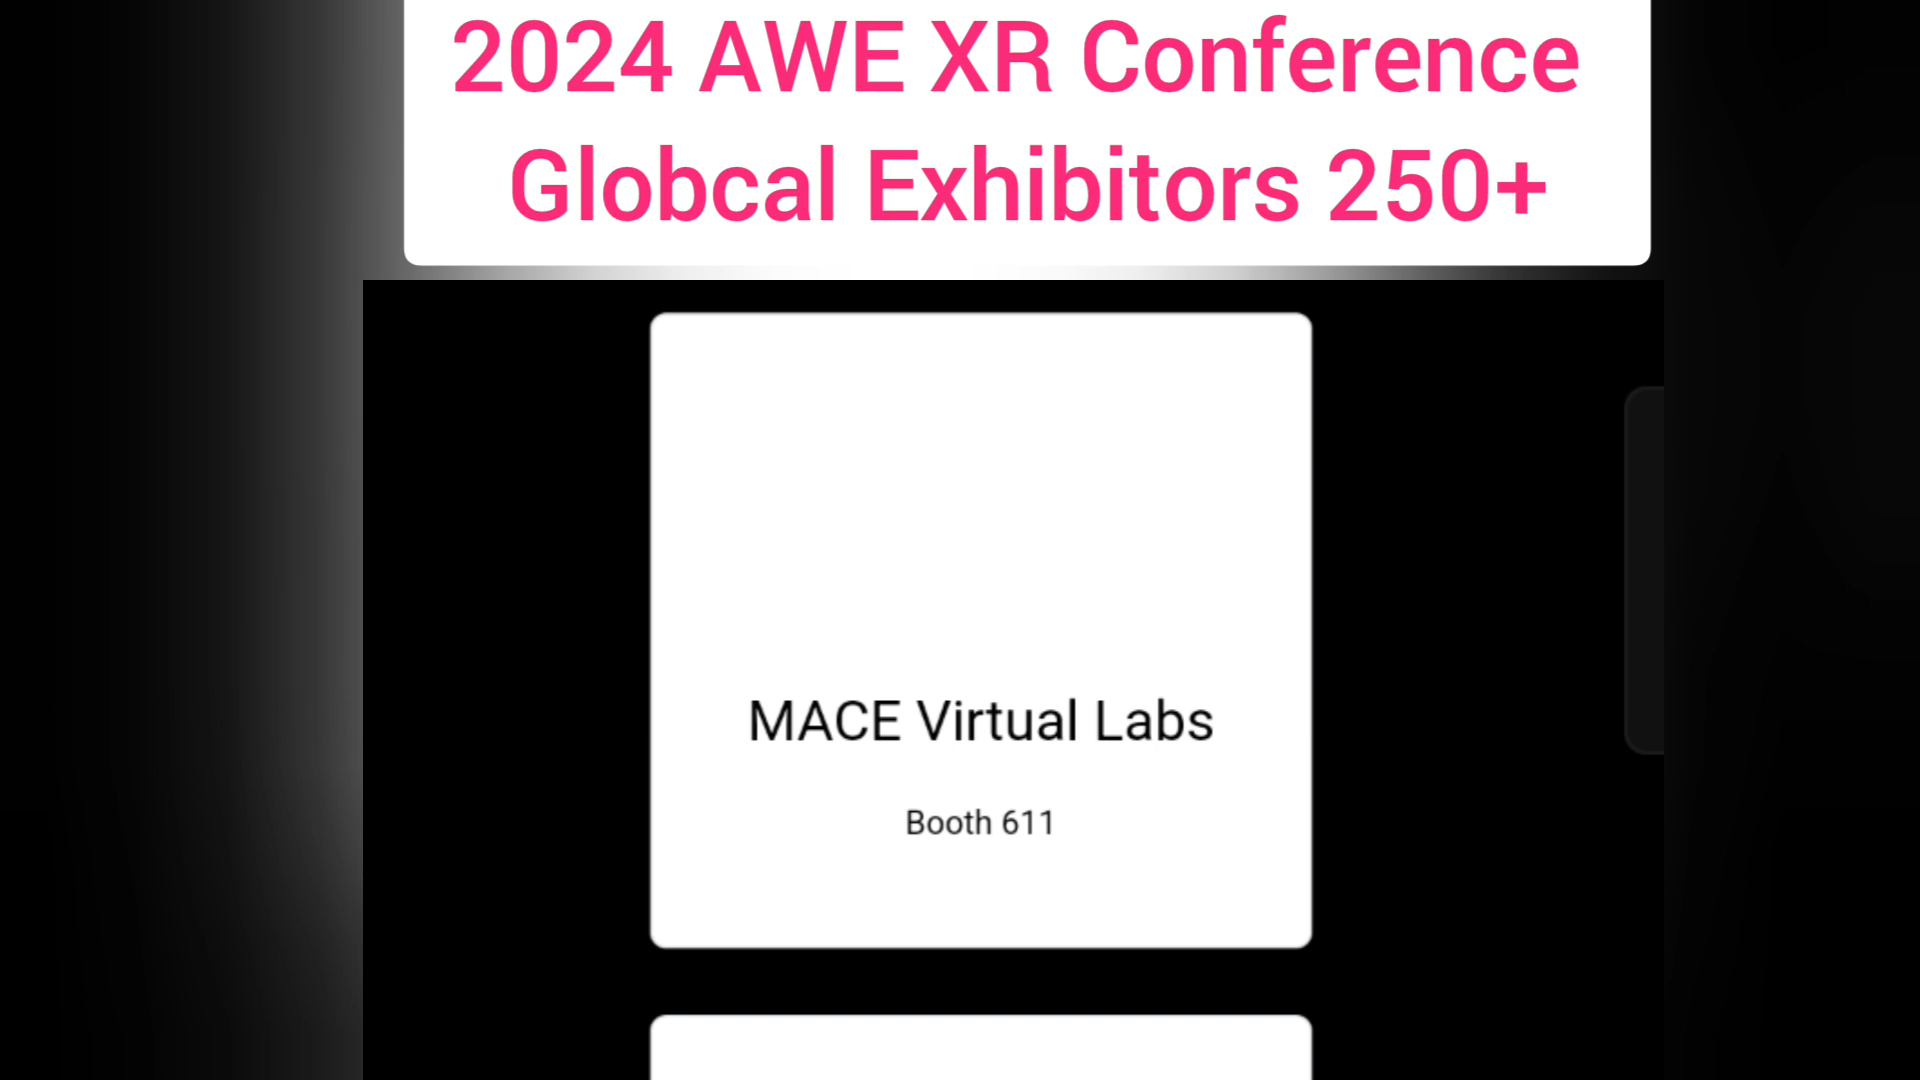 2024 AWE XR Conference
Globcal Exhibitors 250+
MACE Virtual Labs
Booth 611